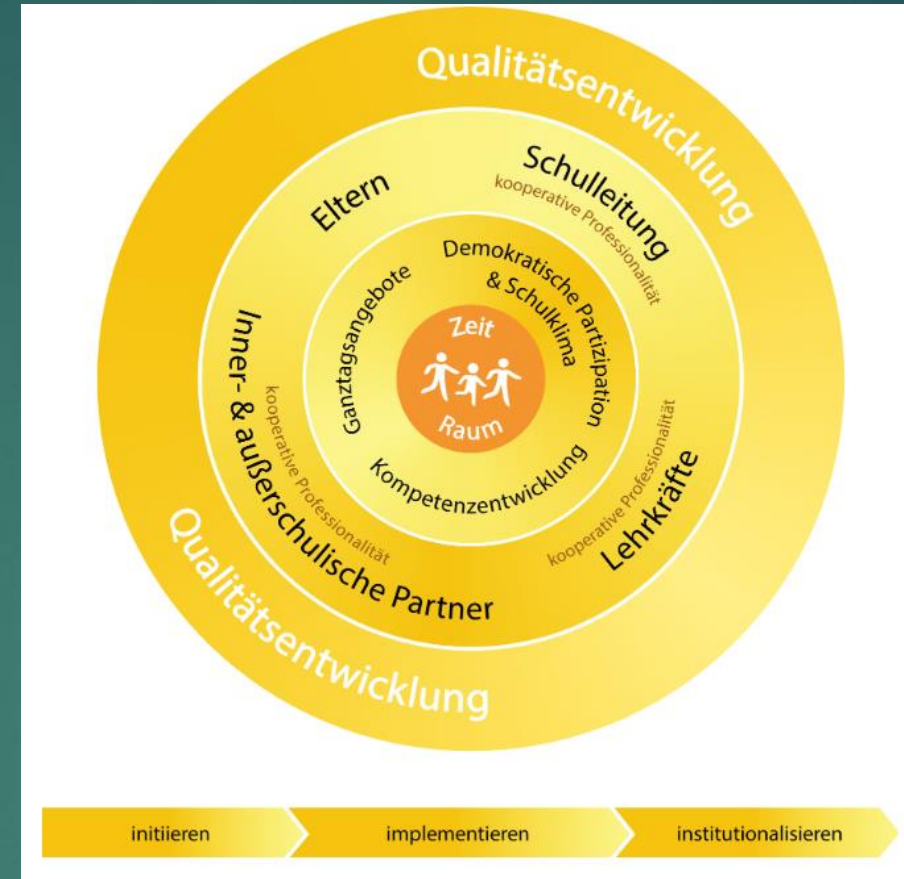 Qualitätsentwicklung
Eltern
Schulleitung
kooperative Professionalität
Ganztagsangebote
Demokratische Partizipation
& Schulklima
Zeit
Raum
Kompetenzentwicklung
Inner- & außerschulische Partner
kooperative Professionalität
kooperative Professionalität
Lehrkräfte
Qualitätsentwicklung
initiieren
implementieren
institutionalisieren